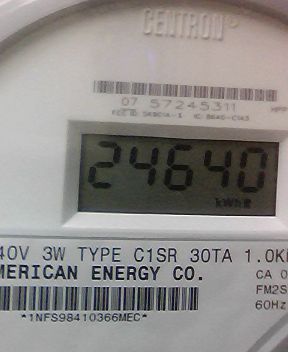 CENTRON®
07 57245311
24640
kWh
40V 3W TYPE C1SR 30TA 1.0K
MERICAN ENERGY CO.
CA 0
FM2S
60Hz
*1NFS98410366MEC*